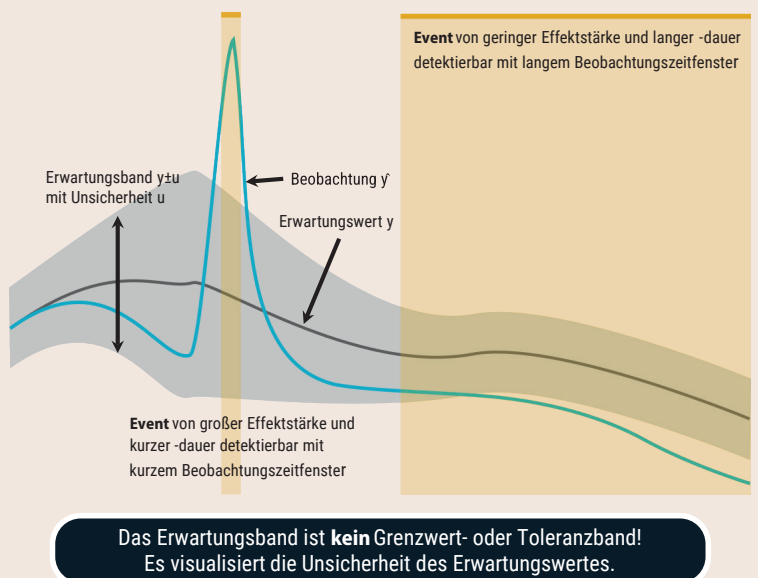 Event von geringer Effektstärke und langer -dauer
detektierbar mit langem Beobachtungszeitfenster
Erwartungsband y±u
mit Unsicherheit u
Beobachtung ŷ
Erwartungswert y
Event von großer Effektstärke und
kurzer -dauer detektierbar mit
kurzem Beobachtungszeitfenster
Das Erwartungsband ist kein Grenzwert- oder Toleranzband!
Es visualisiert die Unsicherheit des Erwartungswertes.